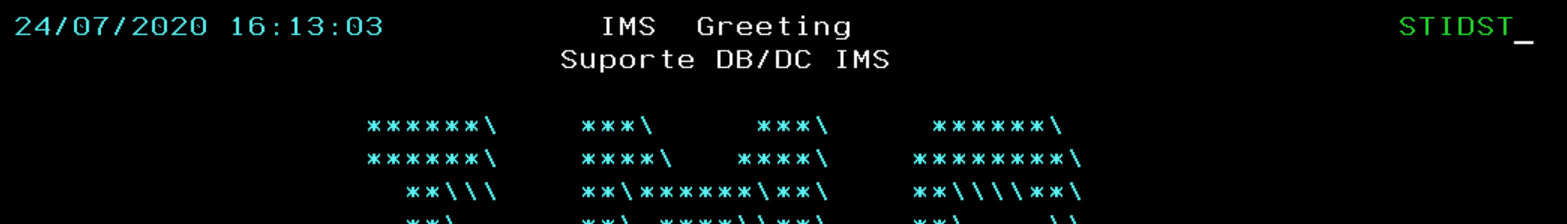 24/07/2020 16:13:03 IMS Greeting STIDST_
Suporte DB/DC IMS
******\ ***\ ***\ ******\
******\ ****\ ****\ ********\
**\\\ **\******\**\ **\\\\**\
**\ **\ ****\\**\ **\ \\